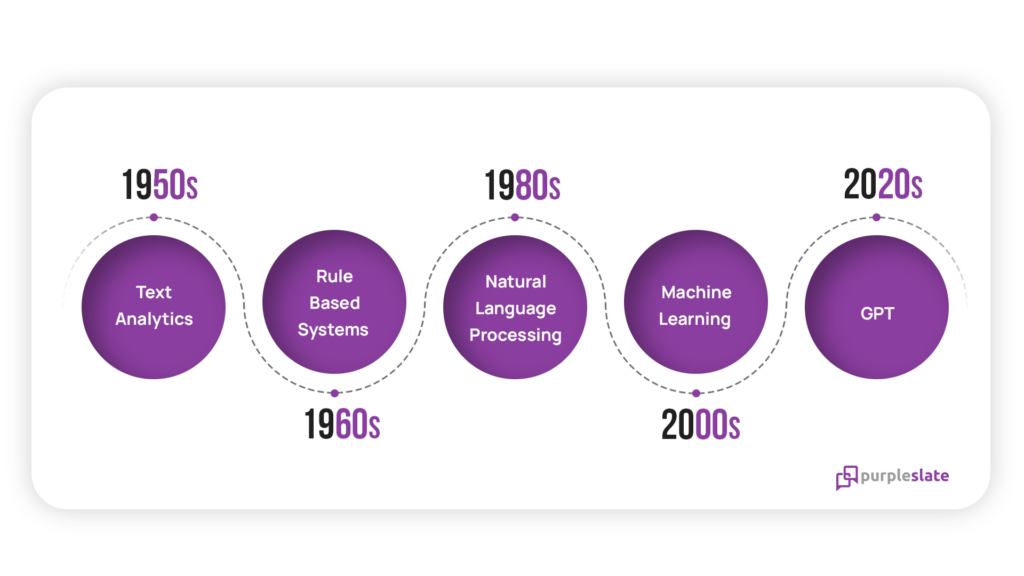 1950s
Text
Analytics
Rule
Based
Systems
1960s
1980s
Natural
Language
Processing
Machine
Learning
2000s
2020s
GPT
purpleslate